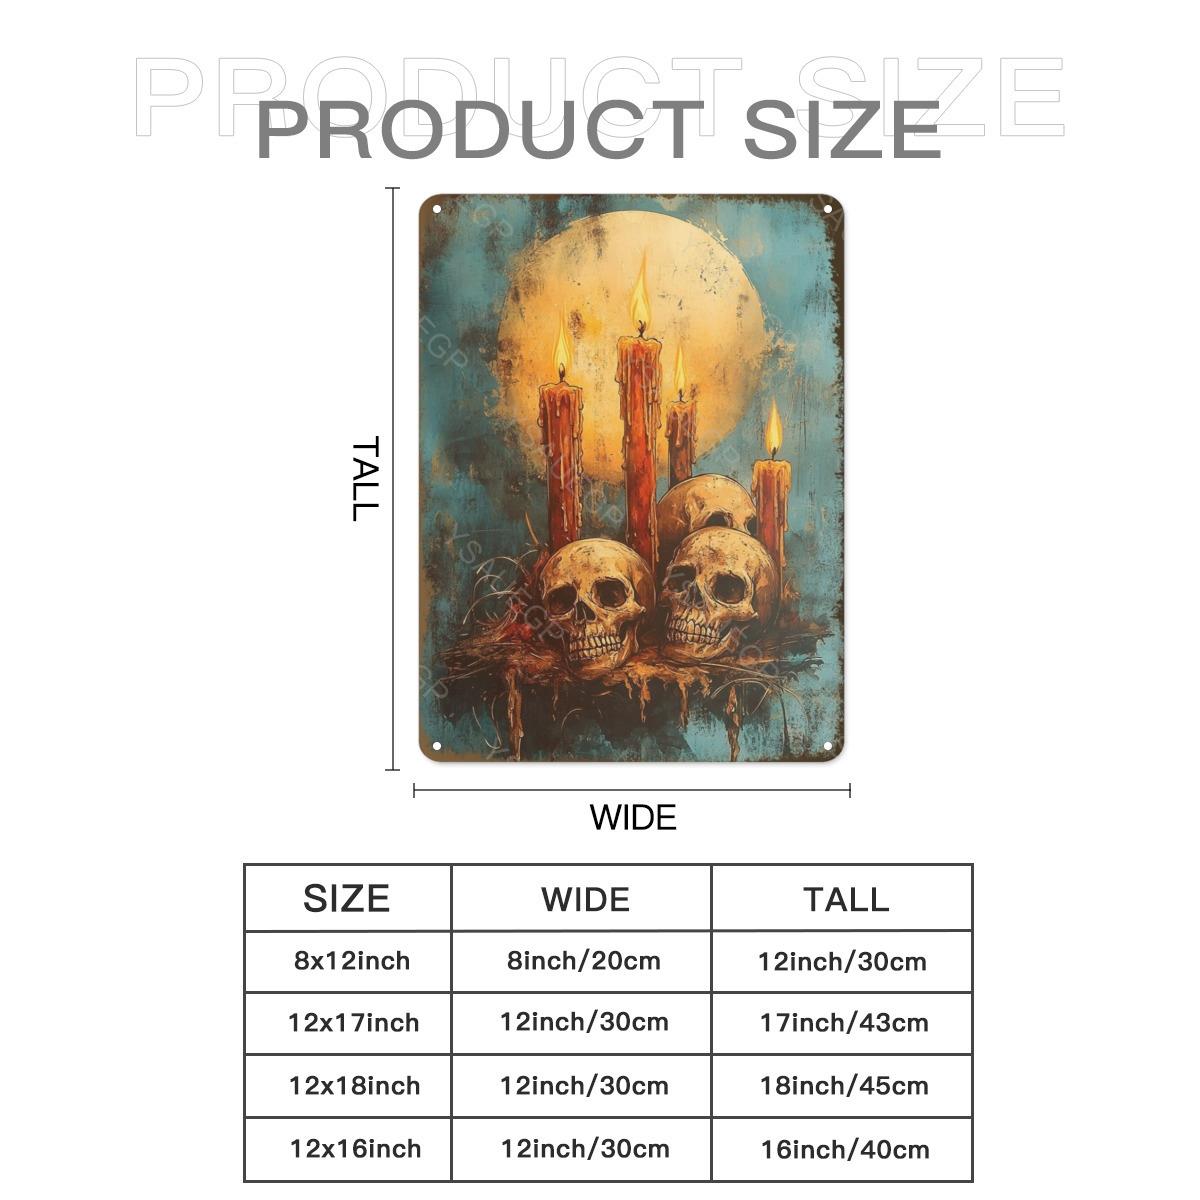 PRODUCT SIZE
PRODUCT SIZE
TALL
WIDE
SIZE WIDE TALL
8x12inch 8inch/20cm 12inch/30cm
12x17inch 12inch/30cm 17inch/43cm
12x18inch 12inch/30cm 18inch/45cm
12x16inch 12inch/30cm 16inch/40cm